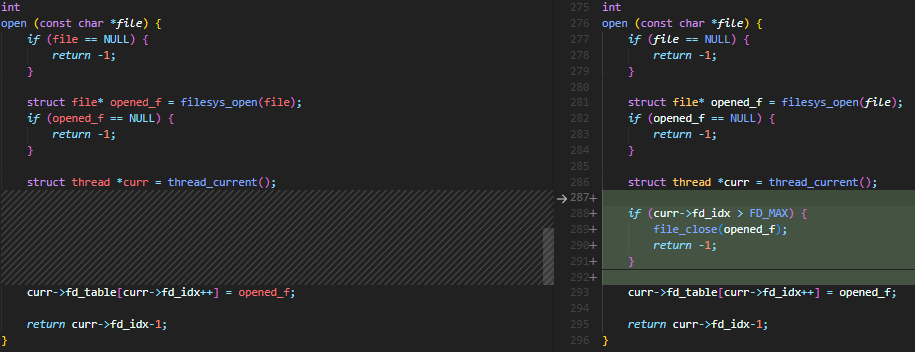 int
open (const char *file) {
    if (file == NULL) {
        return -1;
    }
    struct file* opened_f = filesys_open(file);
    if (opened_f == NULL) {
        return -1;
    }
    struct thread *curr = thread_current();
    curr->fd_table[curr->fd_idx++] = opened_f;
    return curr->fd_idx-1;
}
275 int
276 open (const char *file) {
277     if (file == NULL) {
278         return -1;
279     }
280
281     struct file* opened_f = filesys_open(file);
282     if (opened_f == NULL) {
283         return -1;
284     }
285
286     struct thread *curr = thread_current();
→ 287+
288+     if (curr->fd_idx > FD_MAX) {
289+         file_close(opened_f);
290+         return -1;
291+     }
292+
293     curr->fd_table[curr->fd_idx++] = opened_f;
294
295     return curr->fd_idx-1;
296 }